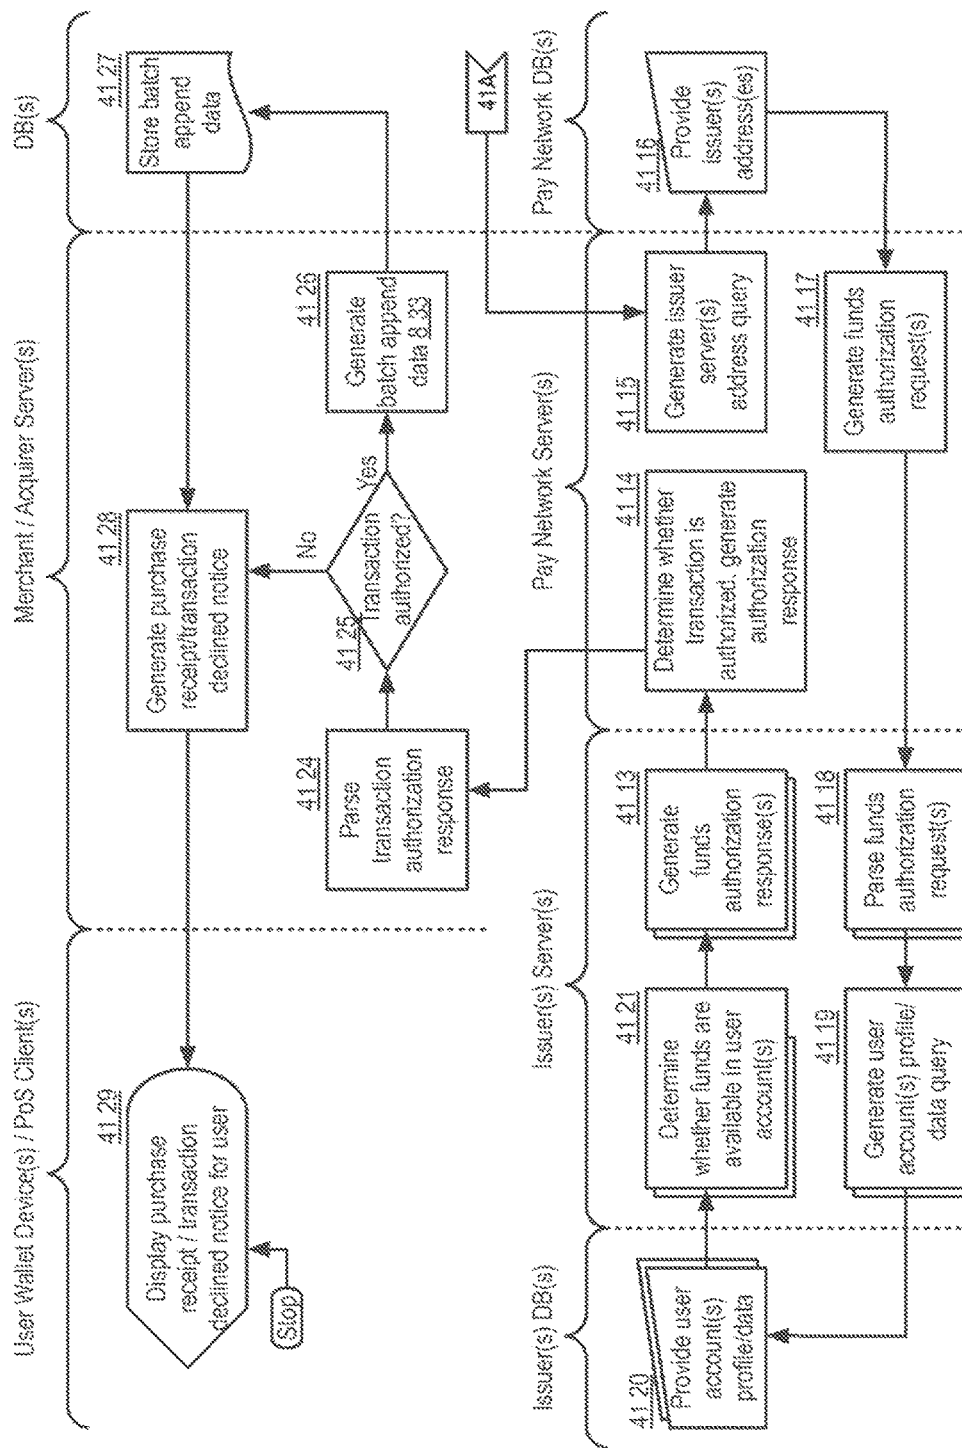 User Wallet Device(s) / PoS Client(s)
Merchant / Acquirer Server(s)
DB(s)
41 29
Display purchase
receipt / transaction
declined notice for user
Stop
41 28
Generate purchase
receipt/transaction
declined notice
41 27
Store batch
append
data
41 24
Parse
transaction
authorization
response
41 25
Transaction
authorized?
No
Yes
41 26
Generate
batch append
data 8 33
41A
Issuer(s) DB(s)
Issuer(s) Server(s)
Pay Network Server(s)
Pay Network DB(s)
41 20
Provide user
account(s)
profile/data
41 21
Determine
whether funds are
available in user
account(s)
41 13
Generate
funds
authorization
response(s)
41 14
Determine whether
transaction is
authorized, generate
authorization
response
41 15
Generate issuer
server(s)
address query
41 16
Provide
issuer(s)
address(es)
41 19
Generate user
account(s) profile/
data query
41 18
Parse funds
authorization
request(s)
41 17
Generate funds
authorization
request(s)